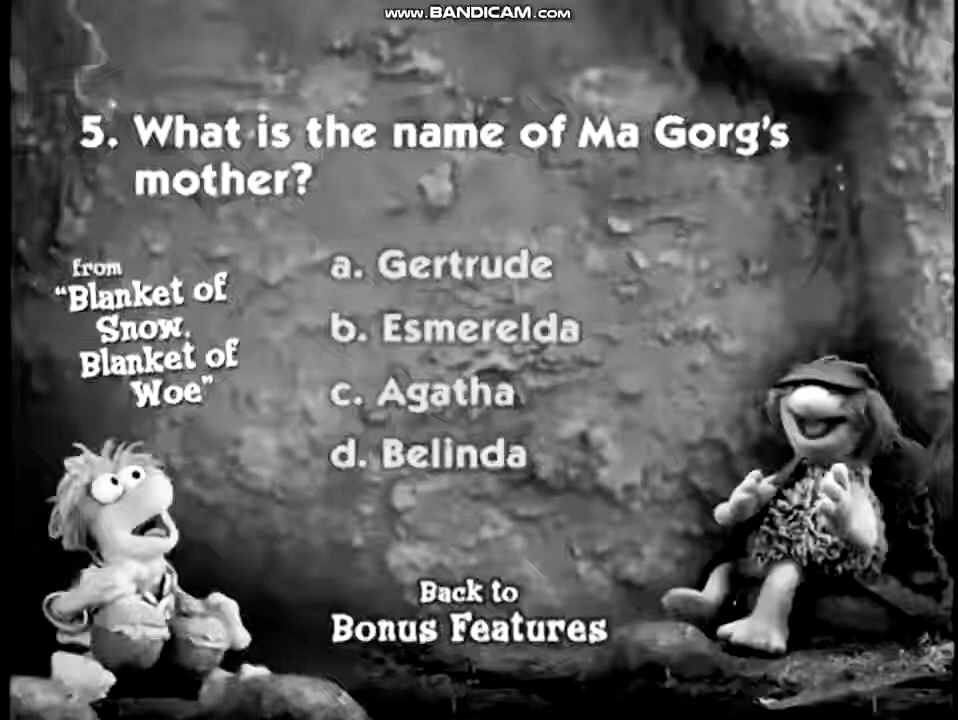 www.BANDICAM.com
5. What is the name of Ma Gorg's
mother?
from
"Blanket of
Snow.
Blanket of
Woe"
a. Gertrude
b. Esmerelda
c. Agatha
d. Belinda
Back to
Bonus Features